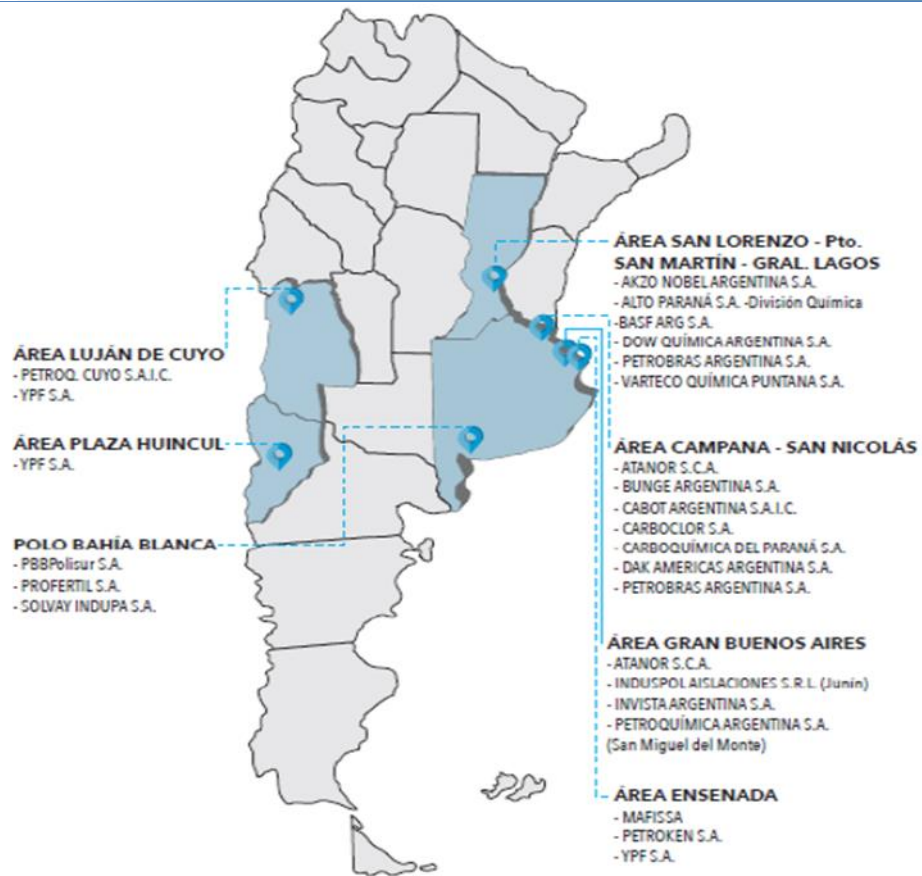 ÁREA LUJÁN DE CUYO
- PETROQ. CUYO S.A.I.C.
- YPF S.A.
ÁREA PLAZA HUINCUL
- YPF S.A.
POLO BAHÍA BLANCA
- PBBPolisur S.A.
- PROFERTIL S.A.
- SOLVAY INDUPA S.A.
ÁREA SAN LORENZO - Pto.
SAN MARTÍN - GRAL. LAGOS
- AKZO NOBEL ARGENTINA S.A.
- ALTO PARANÁ S.A. -División Química
-BASF ARG S.A.
- DOW QUÍMICA ARGENTINA S.A.
- PETROBRAS ARGENTINA S.A.
- VARTECO QUÍMICA PUNTANA S.A.
ÁREA CAMPANA - SAN NICOLÁS
- ATANOR S.C.A.
- BUNGE ARGENTINA S.A.
- CABOT ARGENTINA S.A.I.C.
- CARBOCLOR S.A.
- CARBOQUÍMICA DEL PARANÁ S.A.
- DAK AMERICAS ARGENTINA S.A.
- PETROBRAS ARGENTINA S.A.
ÁREA GRAN BUENOS AIRES
- ATANOR S.C.A.
- INDUSPOL AISLACIONES S.R.L. (Junín)
- INVISTA ARGENTINA S.A.
- PETROQUÍMICA ARGENTINA S.A.
(San Miguel del Monte)
ÁREA ENSENADA
- MAFISSA
- PETROKEN S.A.
- YPF S.A.